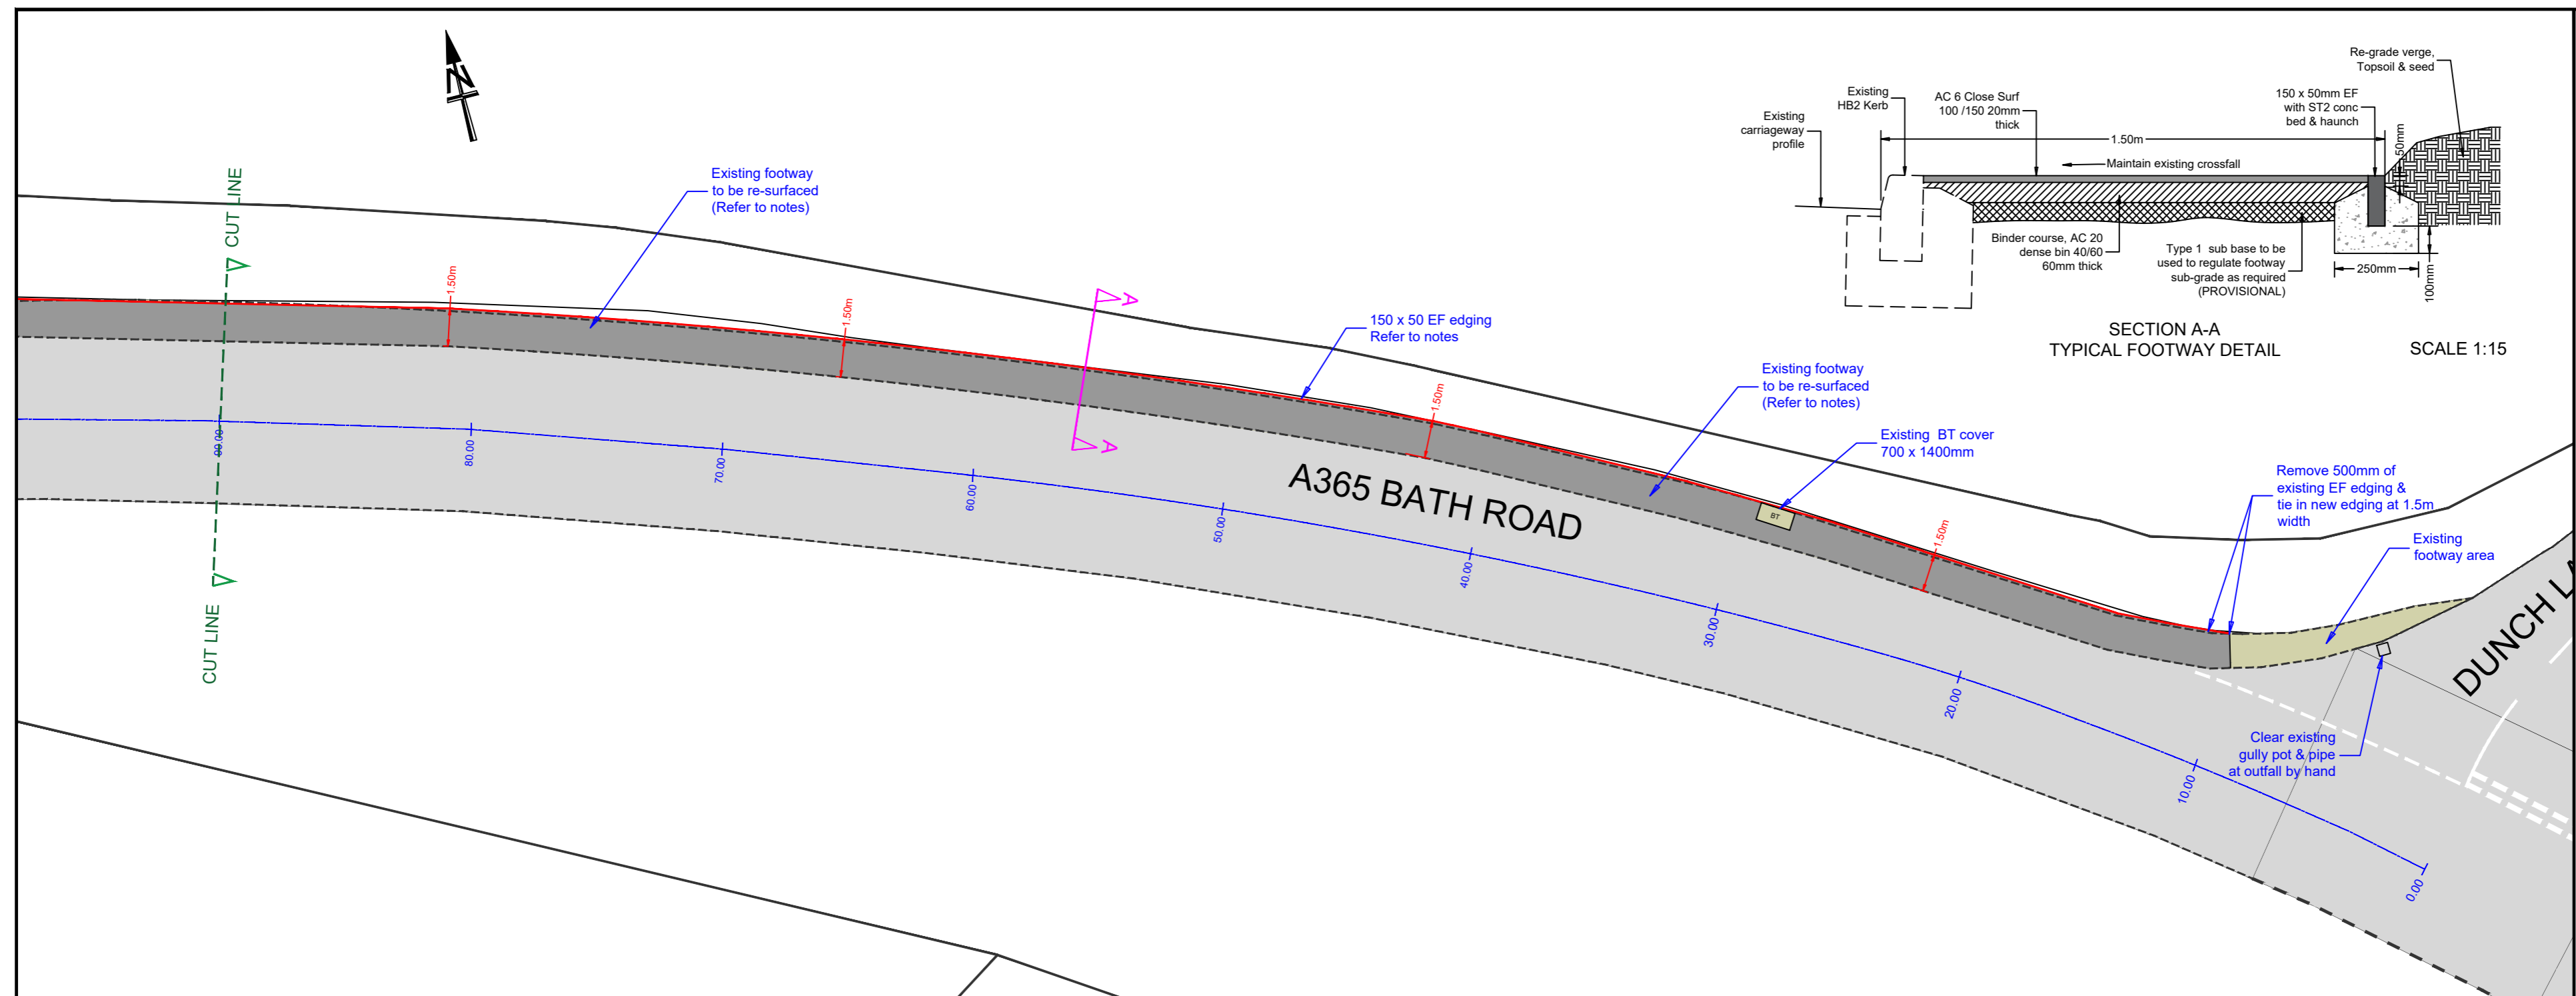 N
CUT LINE
Existing footway
to be re-surfaced
(Refer to notes)
1.50m
1.50m
A
A
150 x 50 EF edging
Refer to notes
1.50m
Existing footway
to be re-surfaced
(Refer to notes)
Existing BT cover
700 x 1400mm
BT
1.50m
Remove 500mm of
existing EF edging &
tie in new edging at 1.5m
width
Existing
footway area
Clear existing
gully pot & pipe
at outfall by hand
A365 BATH ROAD
CUT LINE
90.00
80.00
70.00
60.00
50.00
40.00
30.00
20.00
10.00
0.00
Existing
carriageway
profile
Existing
HB2 Kerb
AC 6 Close Surf
100 /150 20mm
thick
1.50m
Maintain existing crossfall
150 x 50mm EF
with ST2 conc
bed & haunch
Re-grade verge,
Topsoil & seed
50mm
Binder course, AC 20
dense bin 40/60
60mm thick
Type 1 sub base to be
used to regulate footway
sub-grade as required
(PROVISIONAL)
250mm
100mm
SECTION A-A
TYPICAL FOOTWAY DETAIL
SCALE 1:15
DUNCH